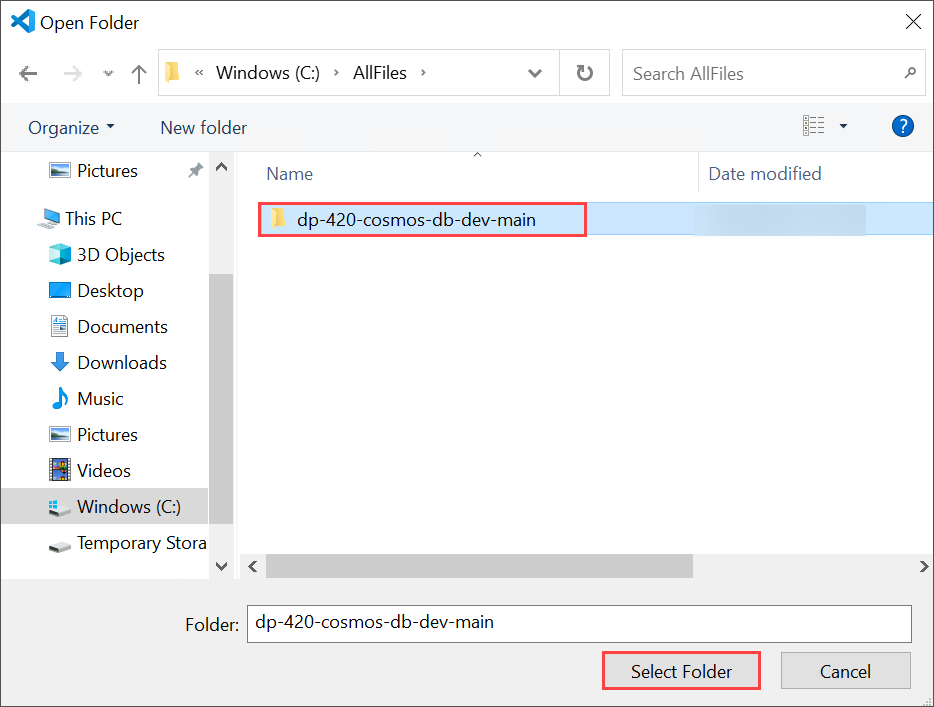 Open Folder
« Windows (C:) › AllFiles ›
Search AllFiles
Organize
New folder
?
Name
Date modified
dp-420-cosmos-db-dev-main
Pictures
This PC
3D Objects
Desktop
Documents
Downloads
Music
Pictures
Videos
Windows (C:)
Temporary Stora
Folder: dp-420-cosmos-db-dev-main
Select Folder
Cancel